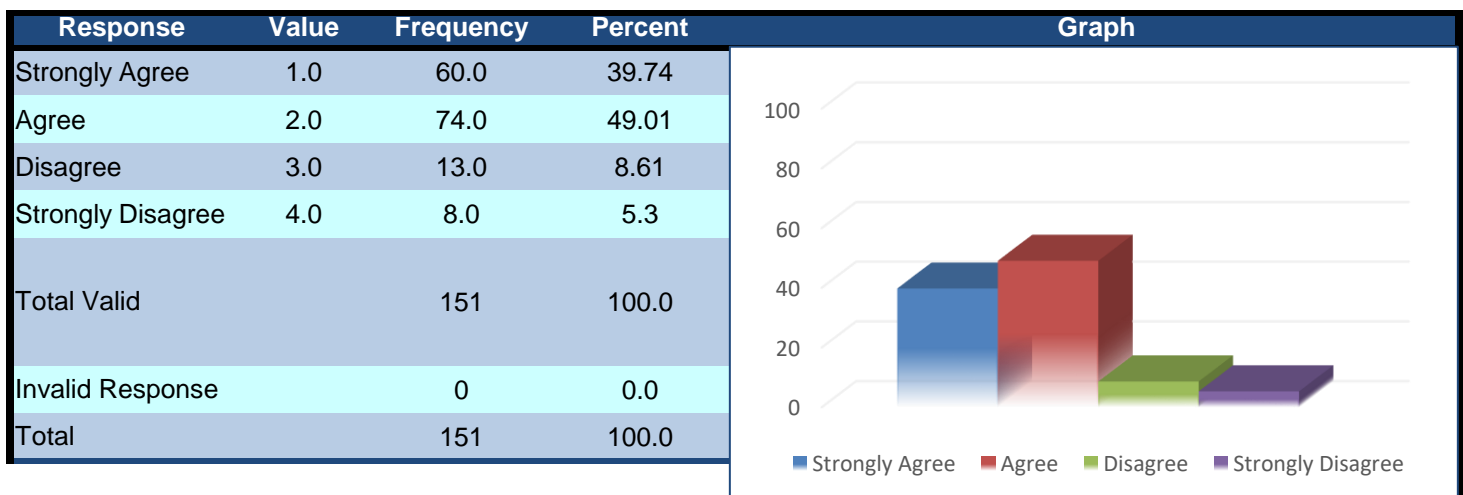 Response Value Frequency Percent Graph
Strongly Agree 1.0 60.0 39.74
Agree 2.0 74.0 49.01
Disagree 3.0 13.0 8.61
Strongly Disagree 4.0 8.0 5.3
Total Valid 151 100.0
Invalid Response 0 0.0
Total 151 100.0
100
80
60
40
20
0
Strongly Agree Agree Disagree Strongly Disagree